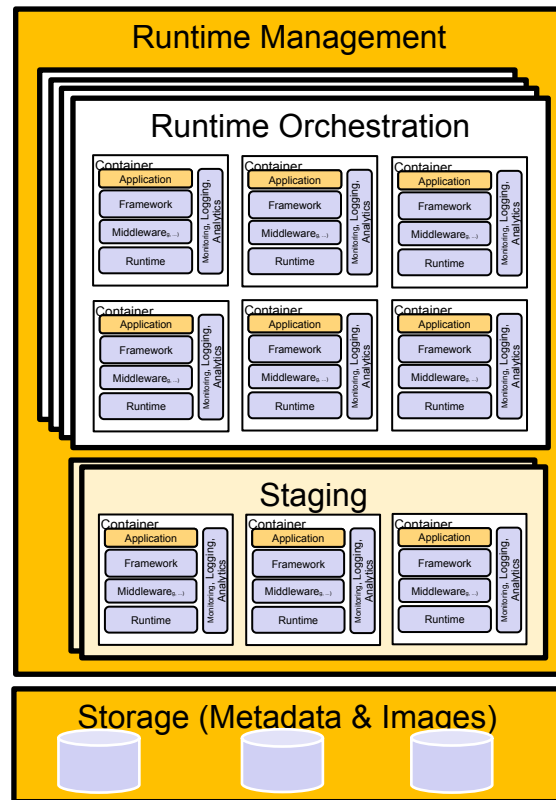 Runtime Management
Runtime Orchestration
Container
Application
Framework
Middleware(g, ...)
Runtime
Monitoring, Logging,
Analytics
Container
Application
Framework
Middleware(g, ...)
Runtime
Monitoring, Logging,
Analytics
Container
Application
Framework
Middleware(g, ...)
Runtime
Monitoring, Logging,
Analytics
Container
Application
Framework
Middleware(g, ...)
Runtime
Monitoring, Logging,
Analytics
Container
Application
Framework
Middleware(g, ...)
Runtime
Monitoring, Logging,
Analytics
Container
Application
Framework
Middleware(g, ...)
Runtime
Monitoring, Logging,
Analytics
Staging
Container
Application
Framework
Middleware(g, ...)
Runtime
Monitoring, Logging,
Analytics
Container
Application
Framework
Middleware(g, ...)
Runtime
Monitoring, Logging,
Analytics
Container
Application
Framework
Middleware(g, ...)
Runtime
Monitoring, Logging,
Analytics
Storage (Metadata & Images)